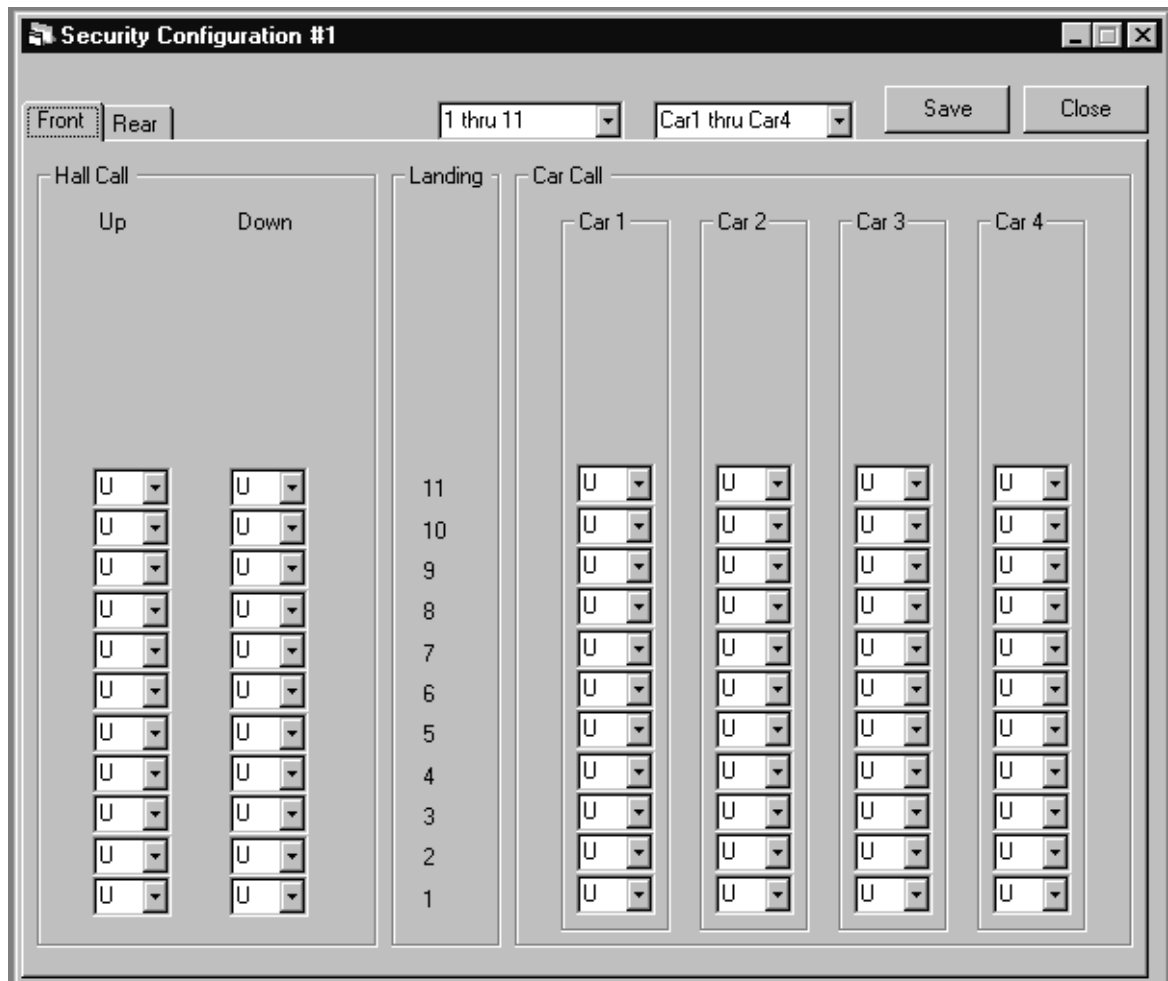 Security Configuration #1
Front Rear 1 thru 11 Car1 thru Car4 Save Close
Hall Call Landing Car Call
Up Down Car 1 Car 2 Car 3 Car 4
U U 11 U U U U
U U 10 U U U U
U U 9 U U U U
U U 8 U U U U
U U 7 U U U U
U U 6 U U U U
U U 5 U U U U
U U 4 U U U U
U U 3 U U U U
U U 2 U U U U
U U 1 U U U U